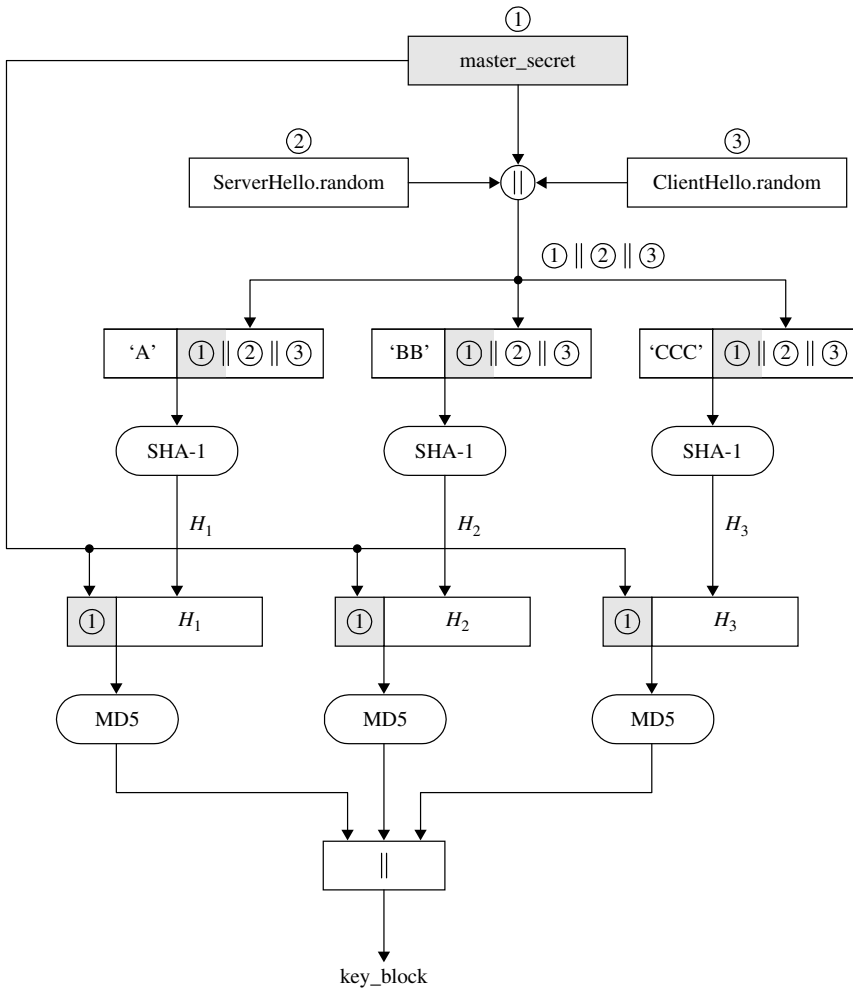 ①
master_secret
② ③
ServerHello.random || ClientHello.random
① || ② || ③
‘A’ ① || ② || ③ ‘BB’ ① || ② || ③ ‘CCC’ ① || ② || ③
SHA-1 SHA-1 SHA-1
H₁ H₂ H₃
① H₁ ① H₂ ① H₃
MD5 MD5 MD5
||
key_block